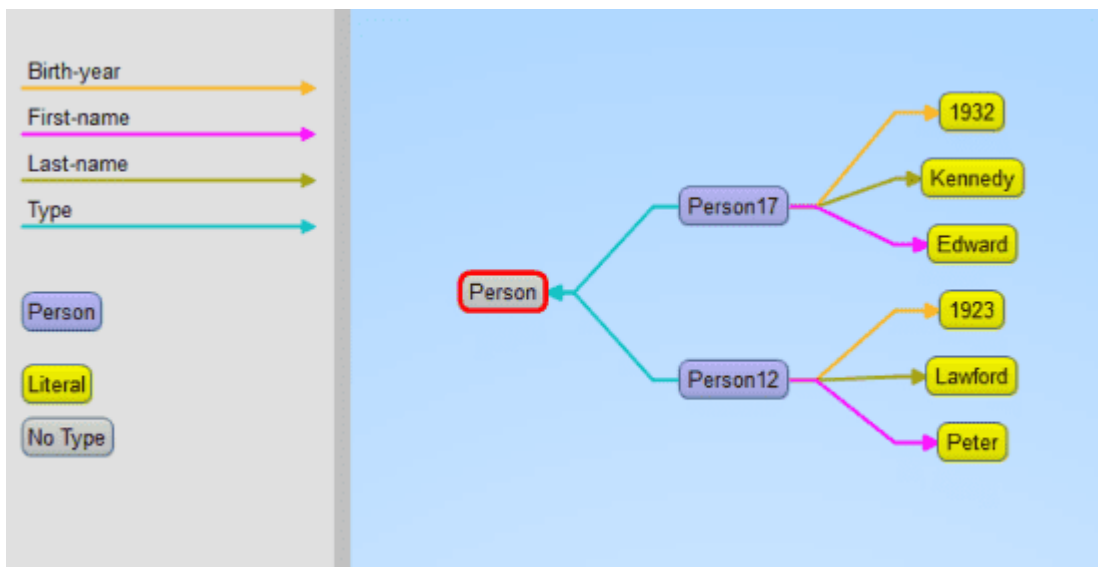 Birth-year
First-name
Last-name
Type
Person
Literal
No Type
Person
Person17
Person12
1932
Kennedy
Edward
1923
Lawford
Peter